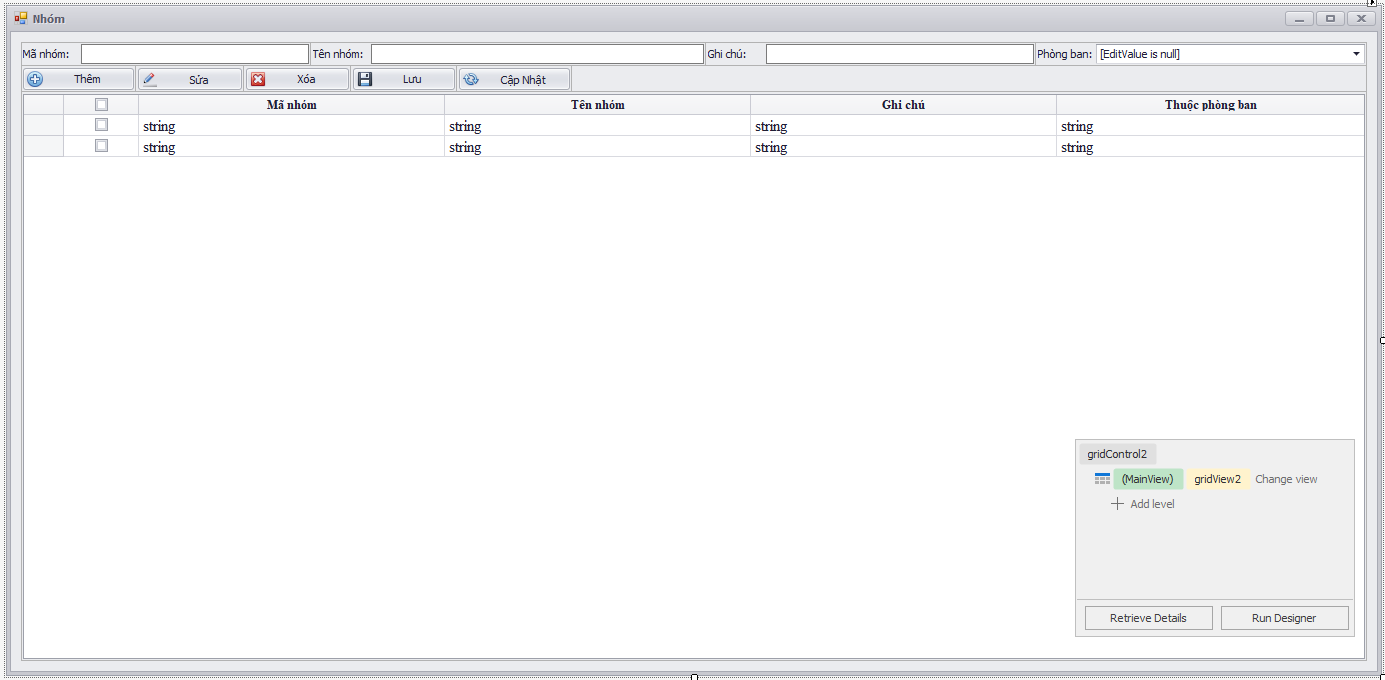 Nhóm
Mã nhóm: Tên nhóm: Ghi chú: Phòng ban: [EditValue is null]
Thêm Sửa Xóa Lưu Cập Nhật
Mã nhóm Tên nhóm Ghi chú Thuộc phòng ban
string string string string
string string string string
gridControl2
(MainView) gridView2 Change view
Add level
Retrieve Details Run Designer